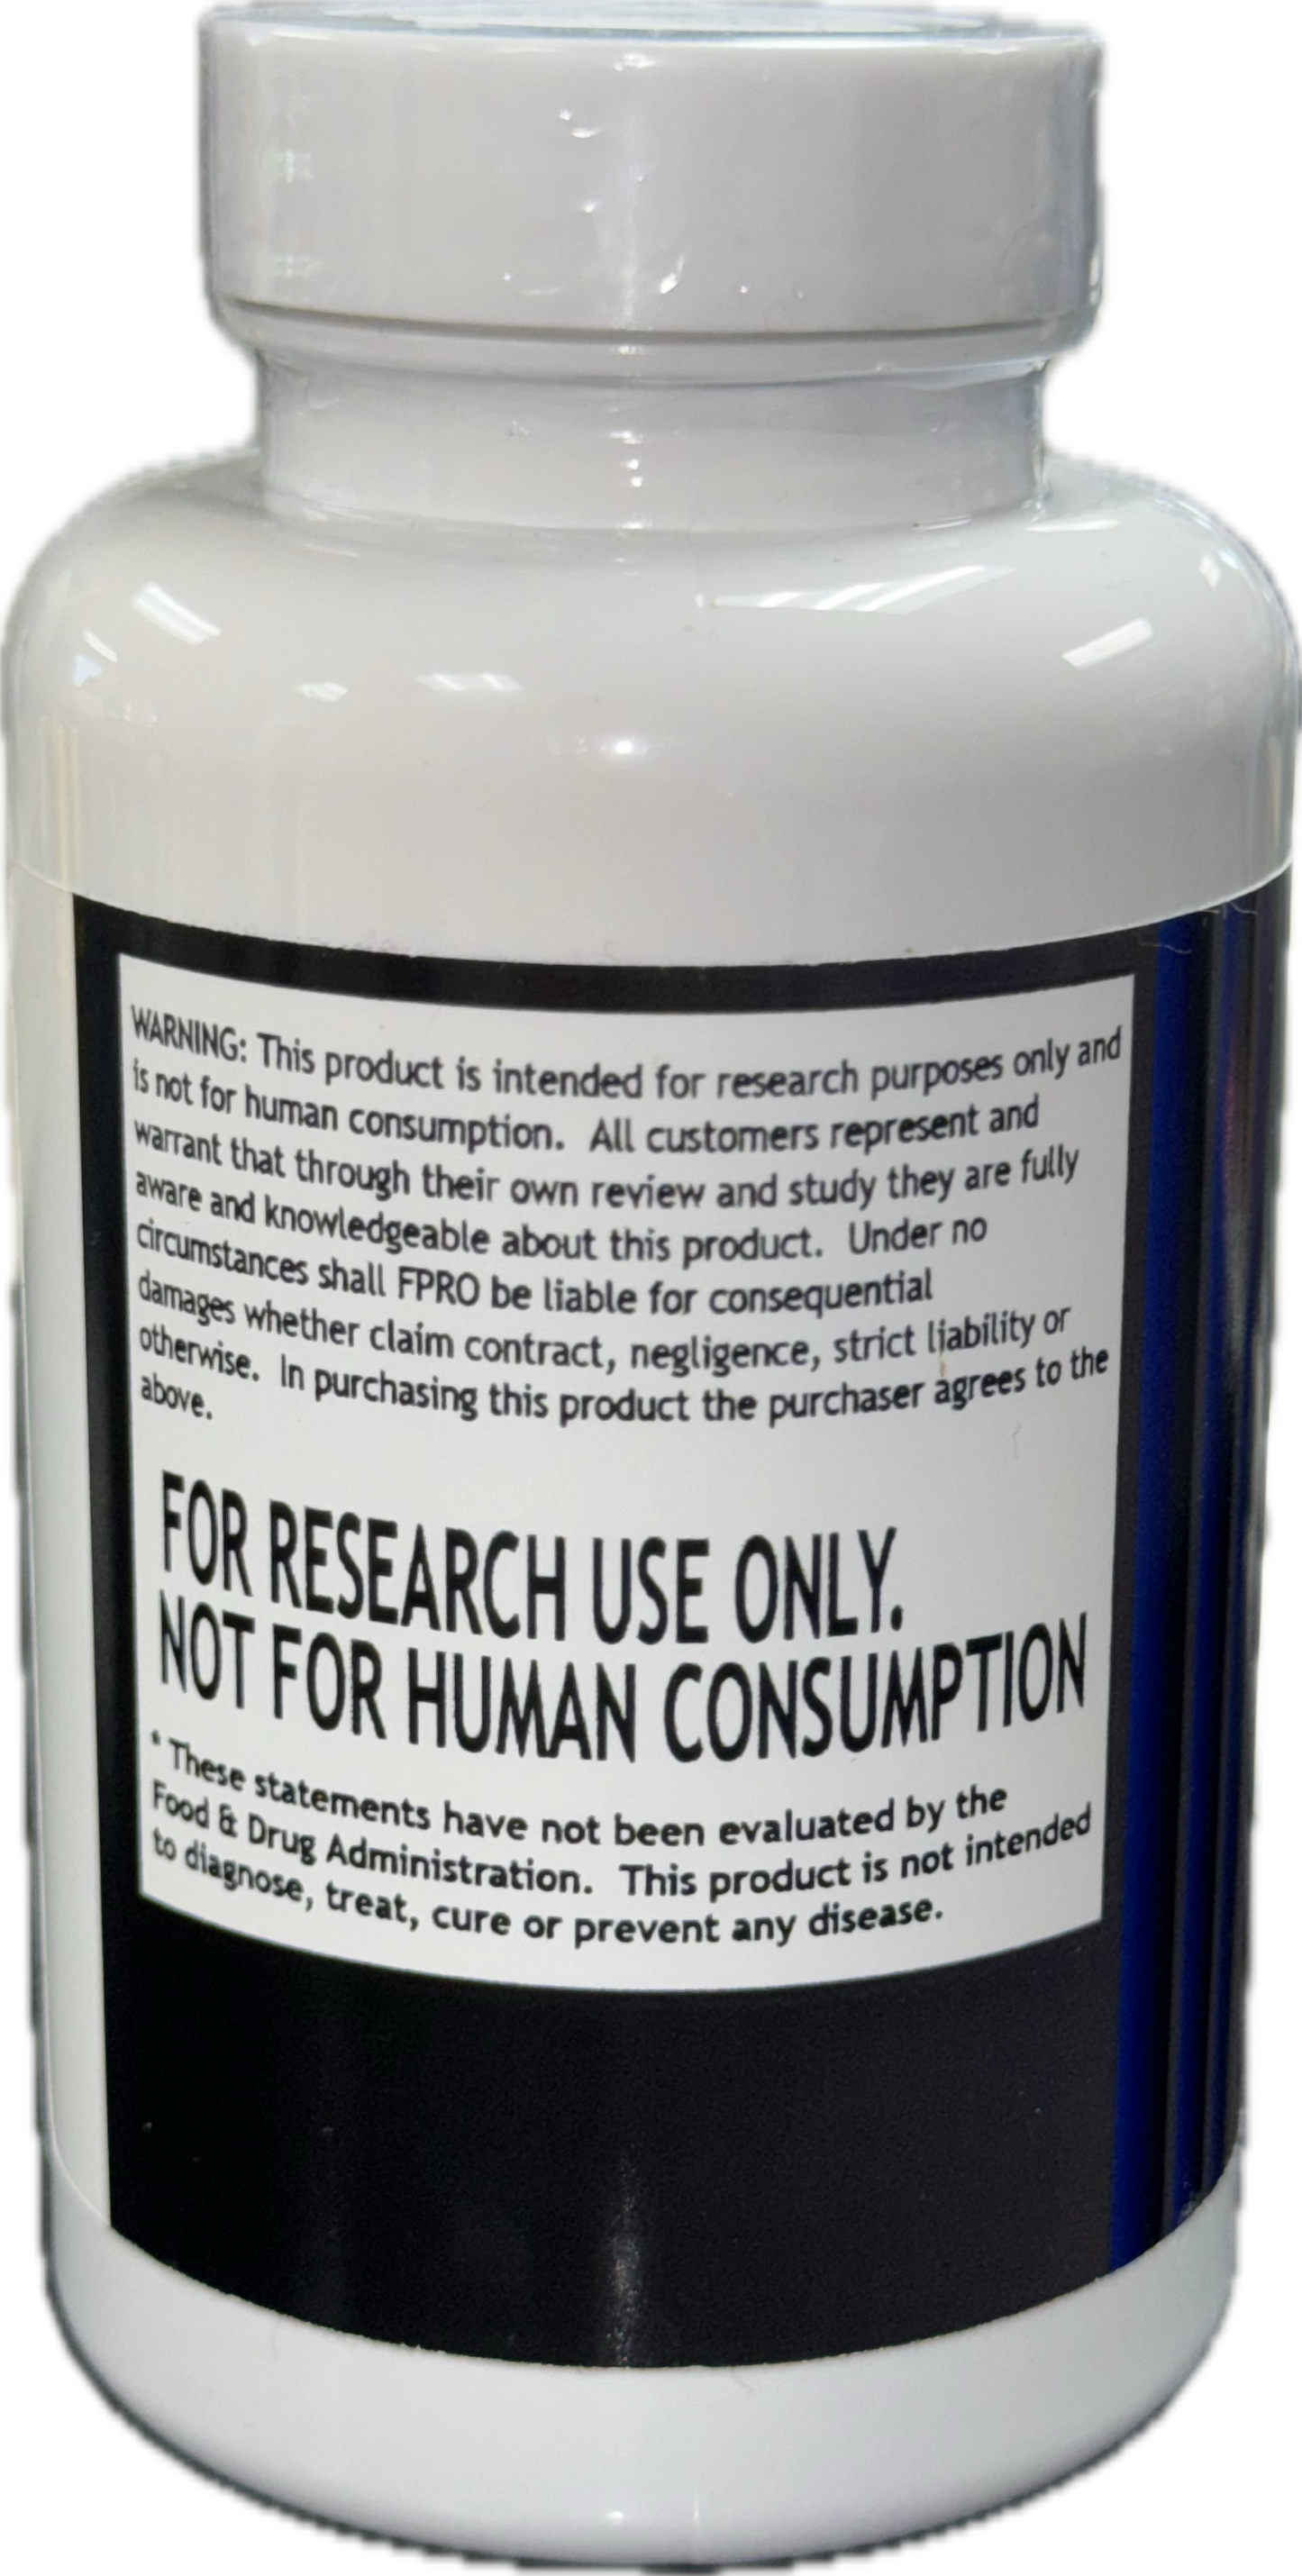 WARNING: This product is intended for research purposes only and
is not for human consumption. All customers represent and
warrant that through their own review and study they are fully
aware and knowledgeable about this product. Under no
circumstances shall FPRO be liable for consequential
damages whether claim contract, negligence, strict liability or
otherwise. In purchasing this product the purchaser agrees to the
above.
FOR RESEARCH USE ONLY.
NOT FOR HUMAN CONSUMPTION
* These statements have not been evaluated by the
Food & Drug Administration. This product is not intended
to diagnose, treat, cure or prevent any disease.